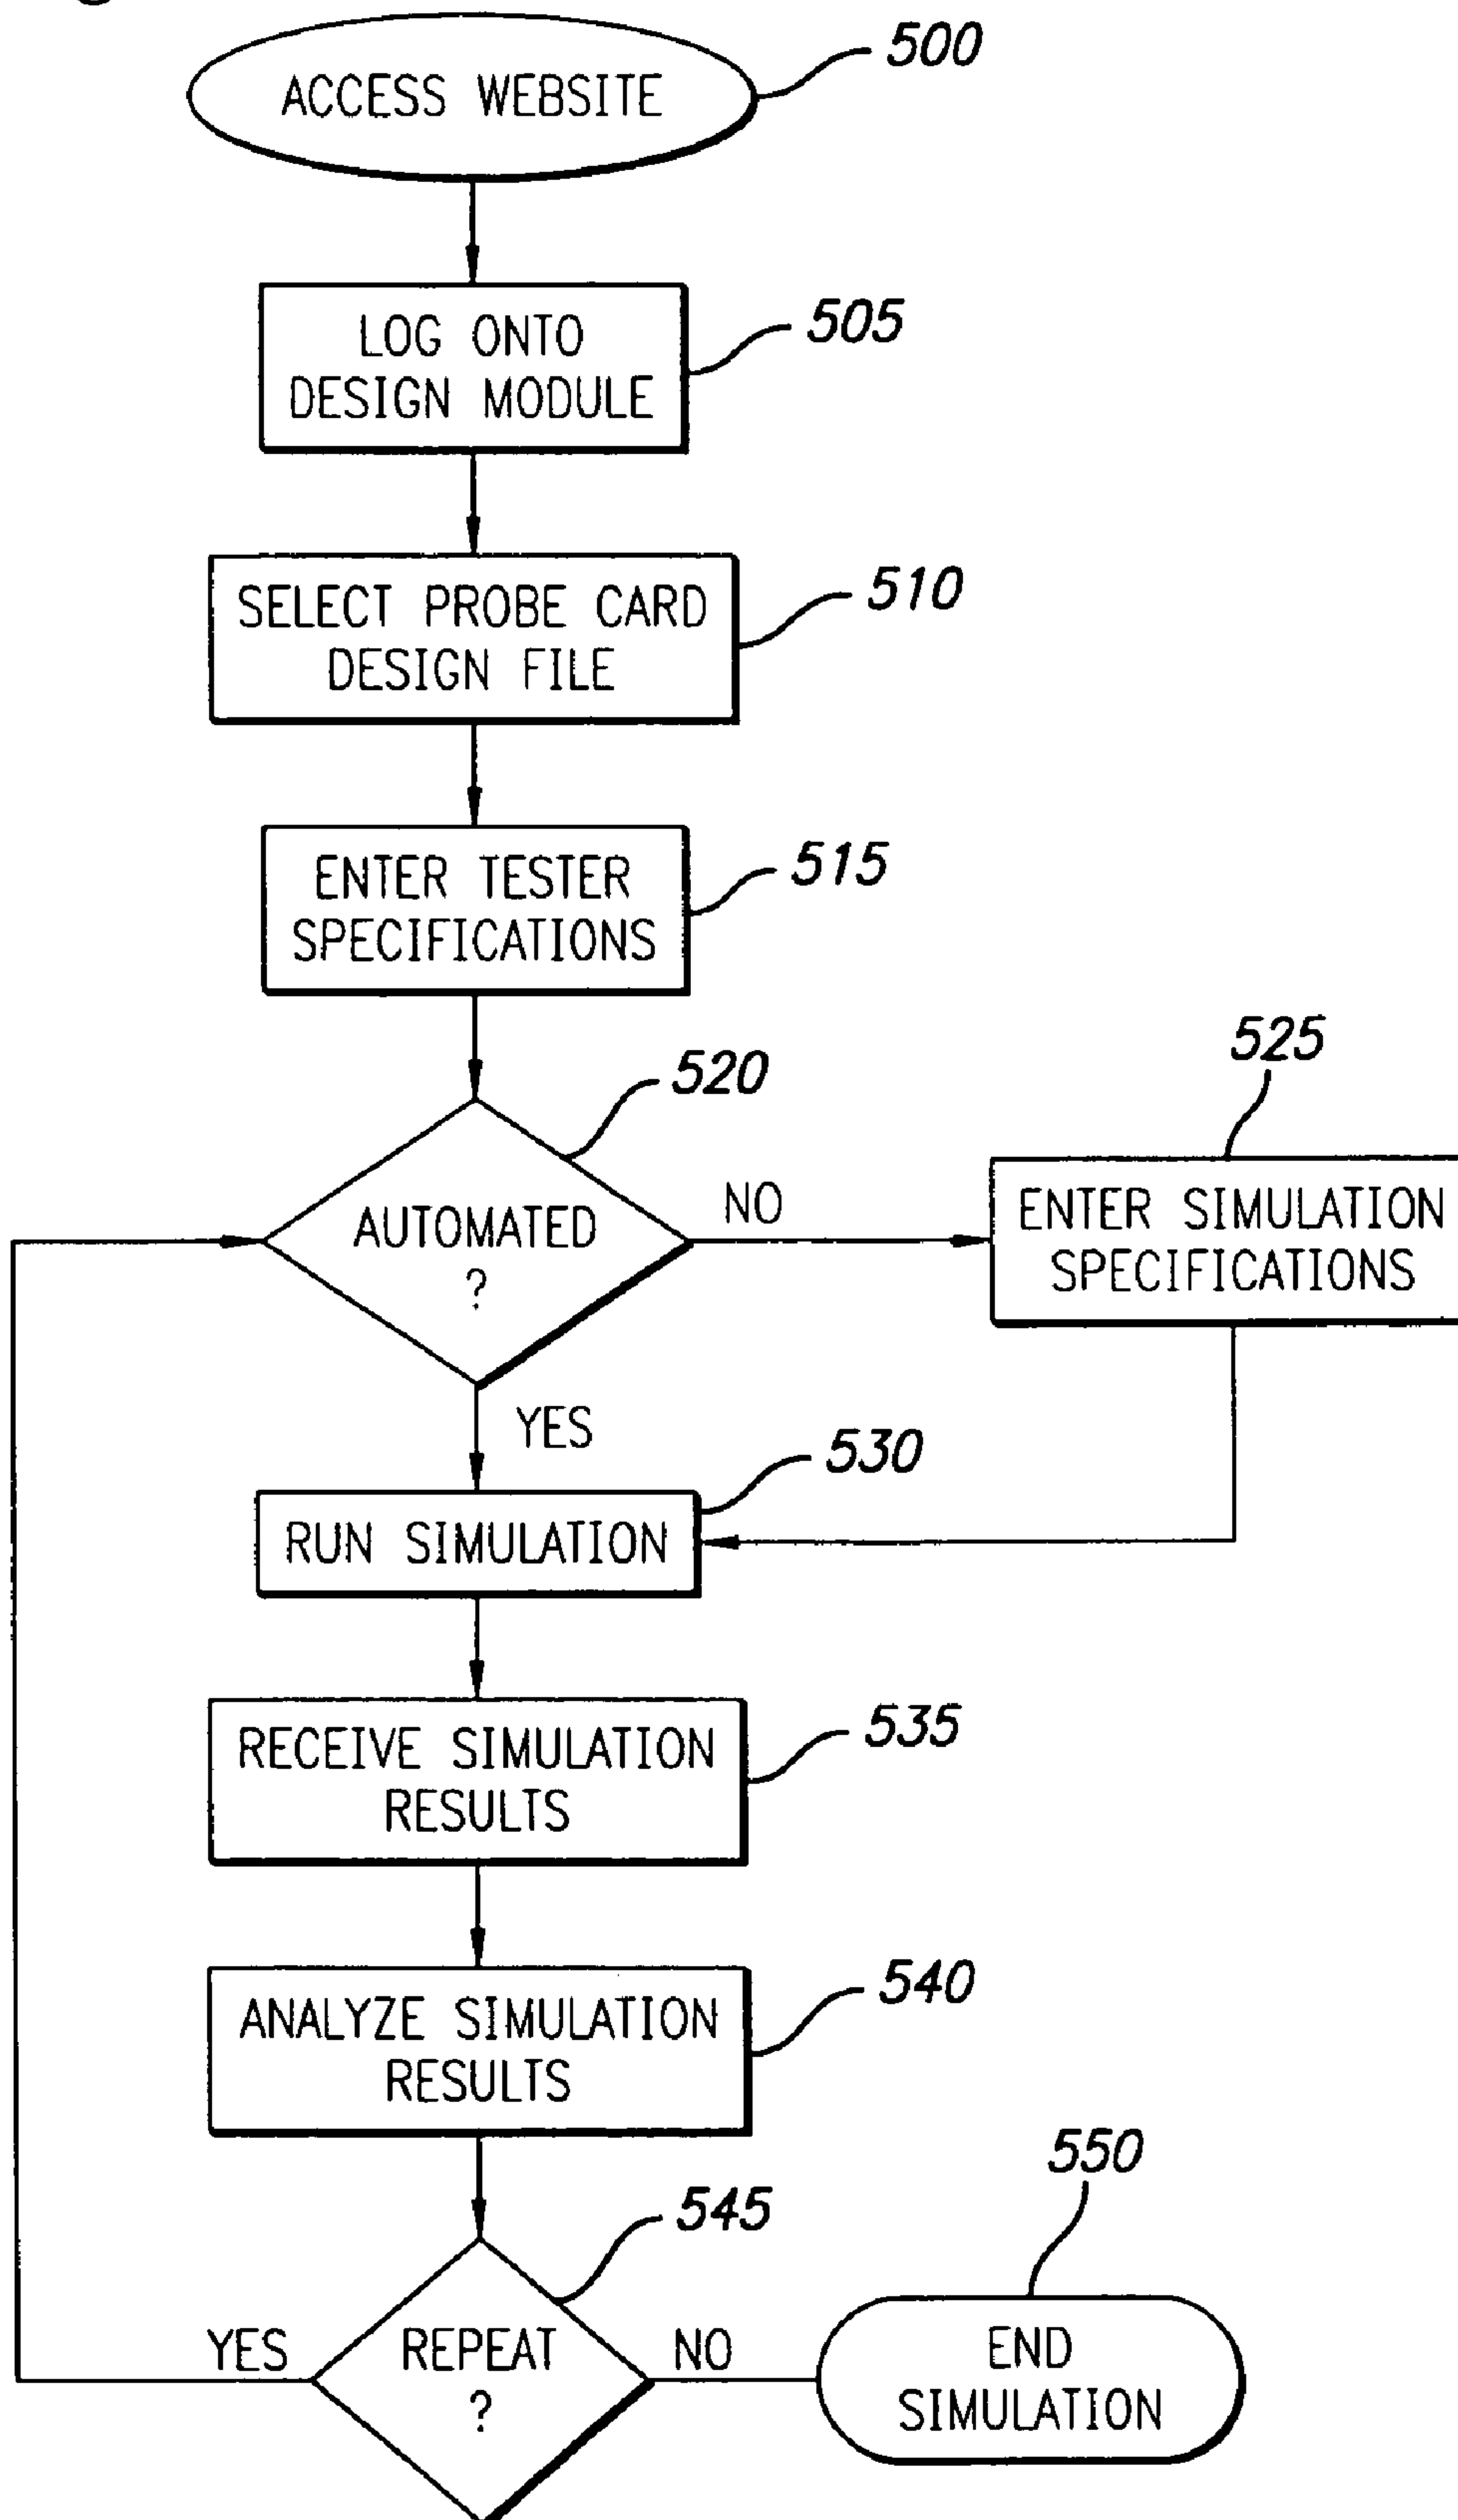 ACCESS WEBSITE
500
LOG ONTO
DESIGN MODULE
505
SELECT PROBE CARD
DESIGN FILE
510
ENTER TESTER
SPECIFICATIONS
515
520
AUTOMATED
?
NO
525
ENTER SIMULATION
SPECIFICATIONS
YES
530
RUN SIMULATION
535
RECEIVE SIMULATION
RESULTS
540
ANALYZE SIMULATION
RESULTS
545
YES
REPEAT
?
NO
550
END
SIMULATION